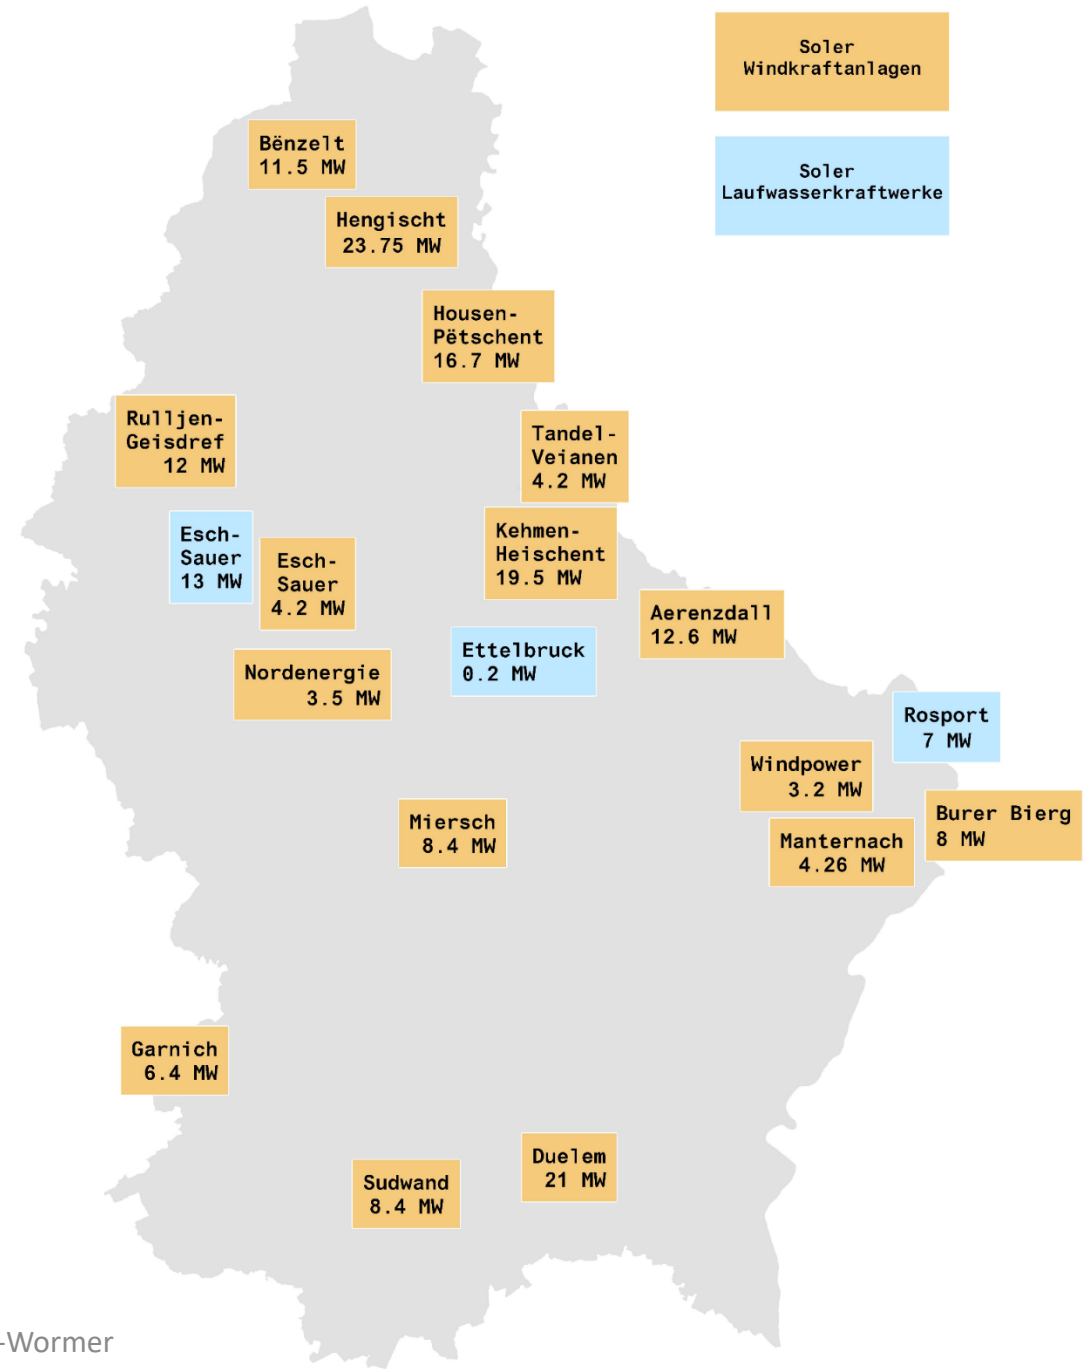 Soler
Windkraftanlagen
Soler
Laufwasserkraftwerke
Bënzelt
11.5 MW
Hengischt
23.75 MW
Housen-
Pëtschent
16.7 MW
Rulljen-
Geisdref
12 MW
Tandel-
Veianen
4.2 MW
Esch-
Sauer
13 MW
Esch-
Sauer
4.2 MW
Kehmen-
Heischent
19.5 MW
Aerenzdall
12.6 MW
Ettelbruck
0.2 MW
Nordenergie
3.5 MW
Rosport
7 MW
Windpower
3.2 MW
Burer Bierg
8 MW
Miersch
8.4 MW
Manternach
4.26 MW
Garnich
6.4 MW
Duelem
21 MW
Sudwand
8.4 MW
-Wormer